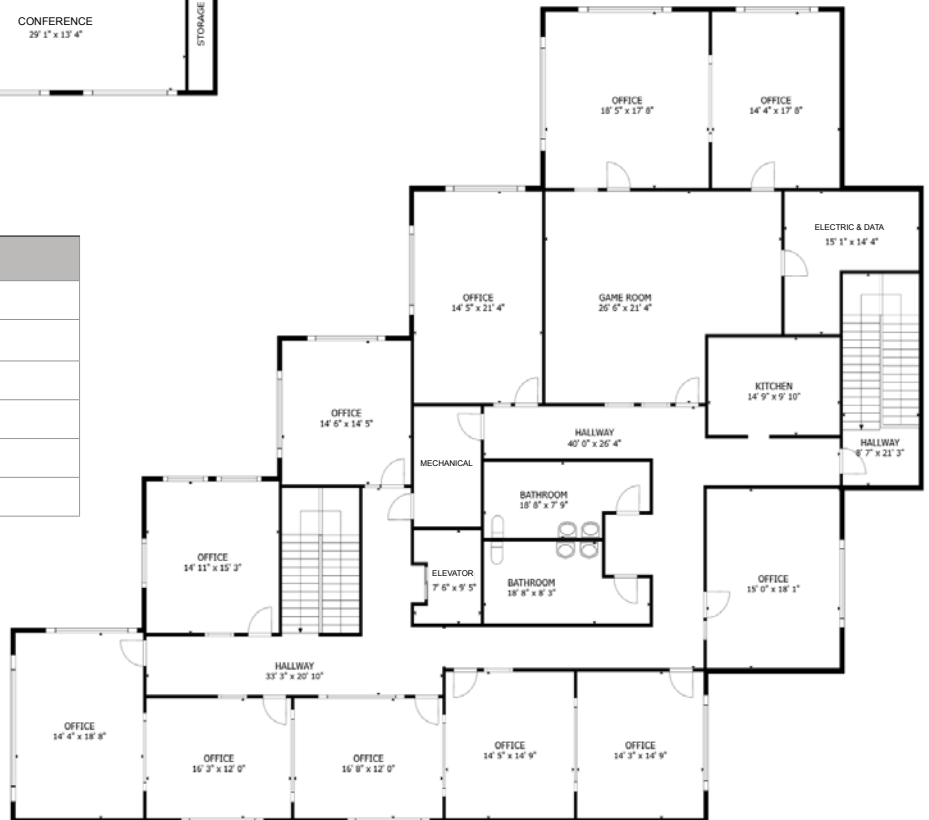 CONFERENCE
29' 1" x 13' 4"
STORAGE
OFFICE
18' 5" x 17' 8"
OFFICE
14' 4" x 17' 8"
ELECTRIC & DATA
15' 1" x 14' 4"
OFFICE
14' 5" x 21' 4"
GAME ROOM
26' 6" x 21' 4"
KITCHEN
14' 9" x 9' 10"
OFFICE
14' 6" x 14' 5"
HALLWAY
40' 0" x 26' 4"
HALLWAY
8' 7" x 21' 3"
MECHANICAL
BATHROOM
18' 8" x 7' 9"
OFFICE
14' 11" x 15' 3"
ELEVATOR
7' 6" x 9' 5"
BATHROOM
18' 8" x 8' 3"
OFFICE
15' 0" x 18' 1"
HALLWAY
33' 3" x 20' 10"
OFFICE
14' 4" x 18' 8"
OFFICE
16' 3" x 12' 0"
OFFICE
16' 8" x 12' 0"
OFFICE
14' 5" x 14' 9"
OFFICE
14' 3" x 14' 9"